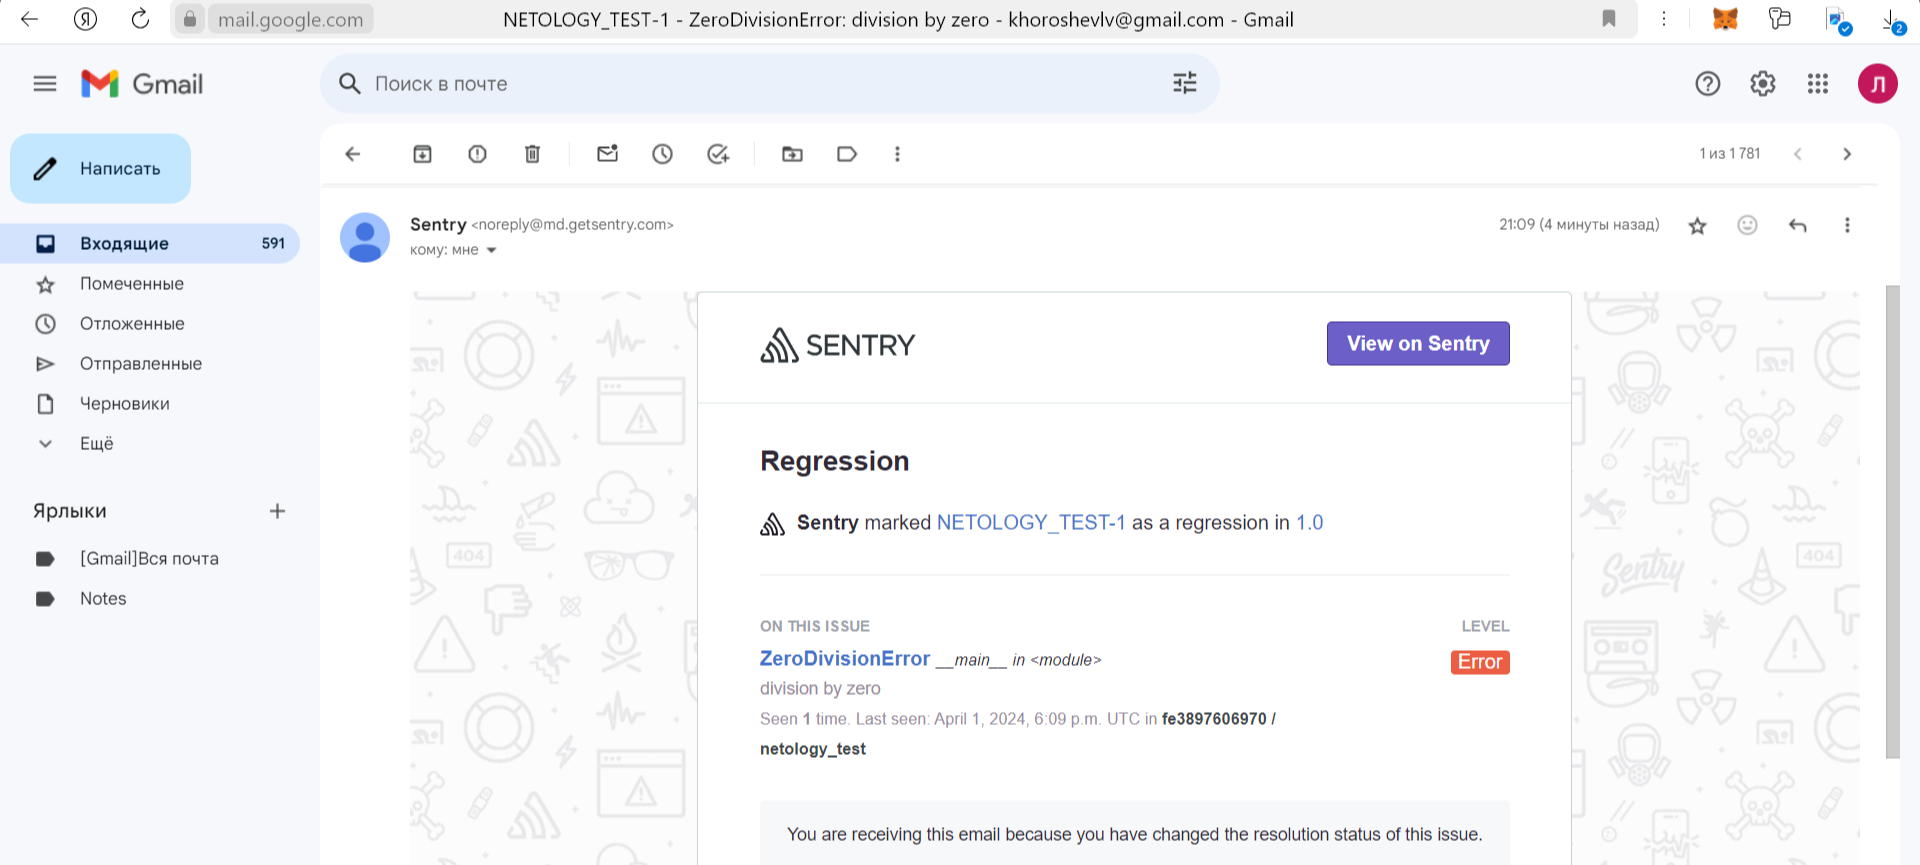 mail.google.com
NETOLOGY_TEST-1 - ZeroDivisionError: division by zero - khoroshevlv@gmail.com - Gmail
2
Gmail
Поиск в почте
Л
Написать
1 из 1 781
Входящие 591
Помеченные
Отложенные
Отправленные
Черновики
Ещё
Ярлыки
[Gmail]Вся почта
Notes
Sentry <noreply@md.getsentry.com>
21:09 (4 минуты назад)
кому: мне
SENTRY
View on Sentry
Regression
Sentry marked NETOLOGY_TEST-1 as a regression in 1.0
ON THIS ISSUE
LEVEL
ZeroDivisionError __main__ in <module>
Error
division by zero
Seen 1 time. Last seen: April 1, 2024, 6:09 p.m. UTC in fe3897606970 /
netology_test
You are receiving this email because you have changed the resolution status of this issue.
404
404
Sentry